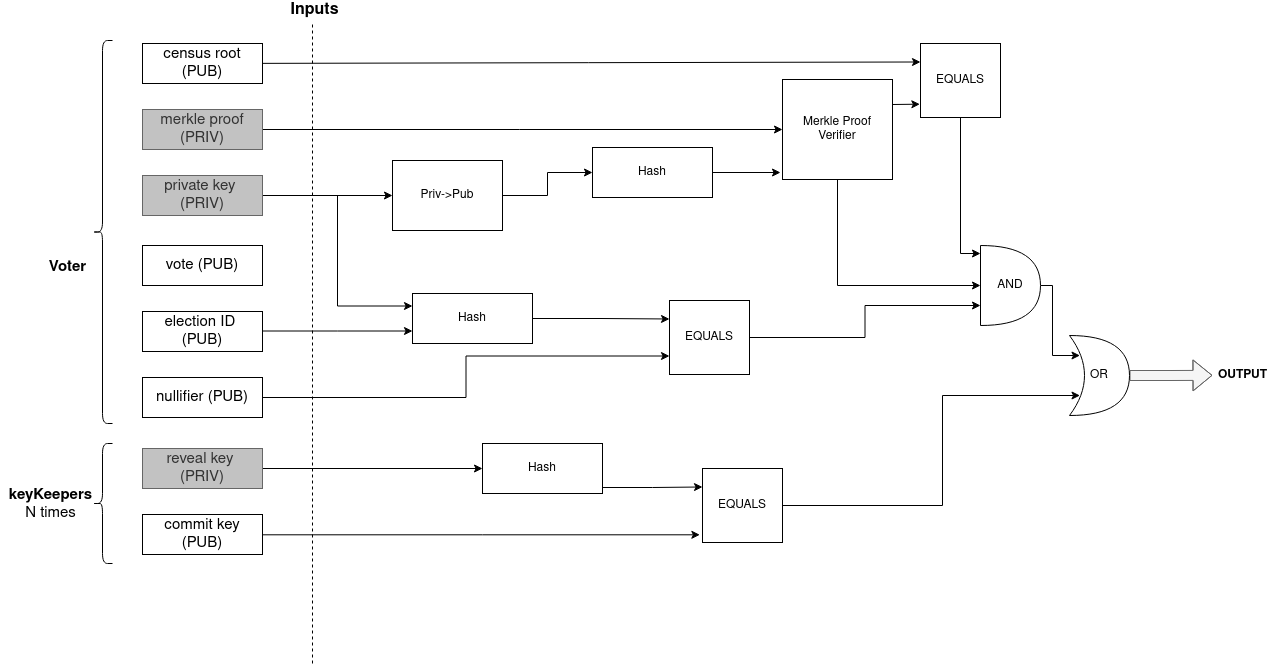 Inputs
census root
(PUB)
merkle proof
(PRIV)
private key
(PRIV)
vote (PUB)
election ID
(PUB)
nullifier (PUB)
reveal key
(PRIV)
commit key
(PUB)
Voter
keyKeepers
N times
Priv->Pub
Hash
Merkle Proof
Verifier
EQUALS
Hash
EQUALS
AND
Hash
EQUALS
OR
OUTPUT